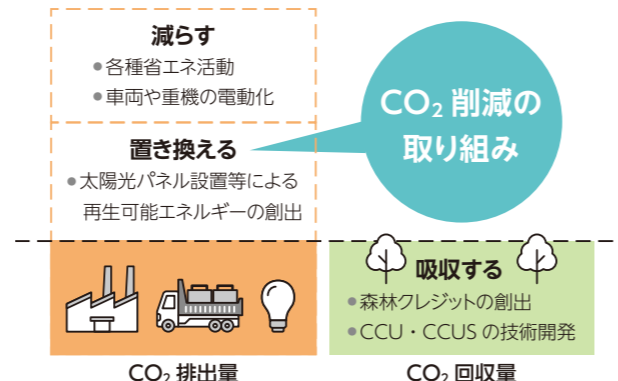 減らす
●各種省エネ活動
●車両や重機の電動化
置き換える
●太陽光パネル設置等による
再生可能エネルギーの創出
CO₂ 削減の
取り組み
吸収する
●森林クレジットの創出
●CCU・CCUS の技術開発
CO₂ 排出量
CO₂ 回収量